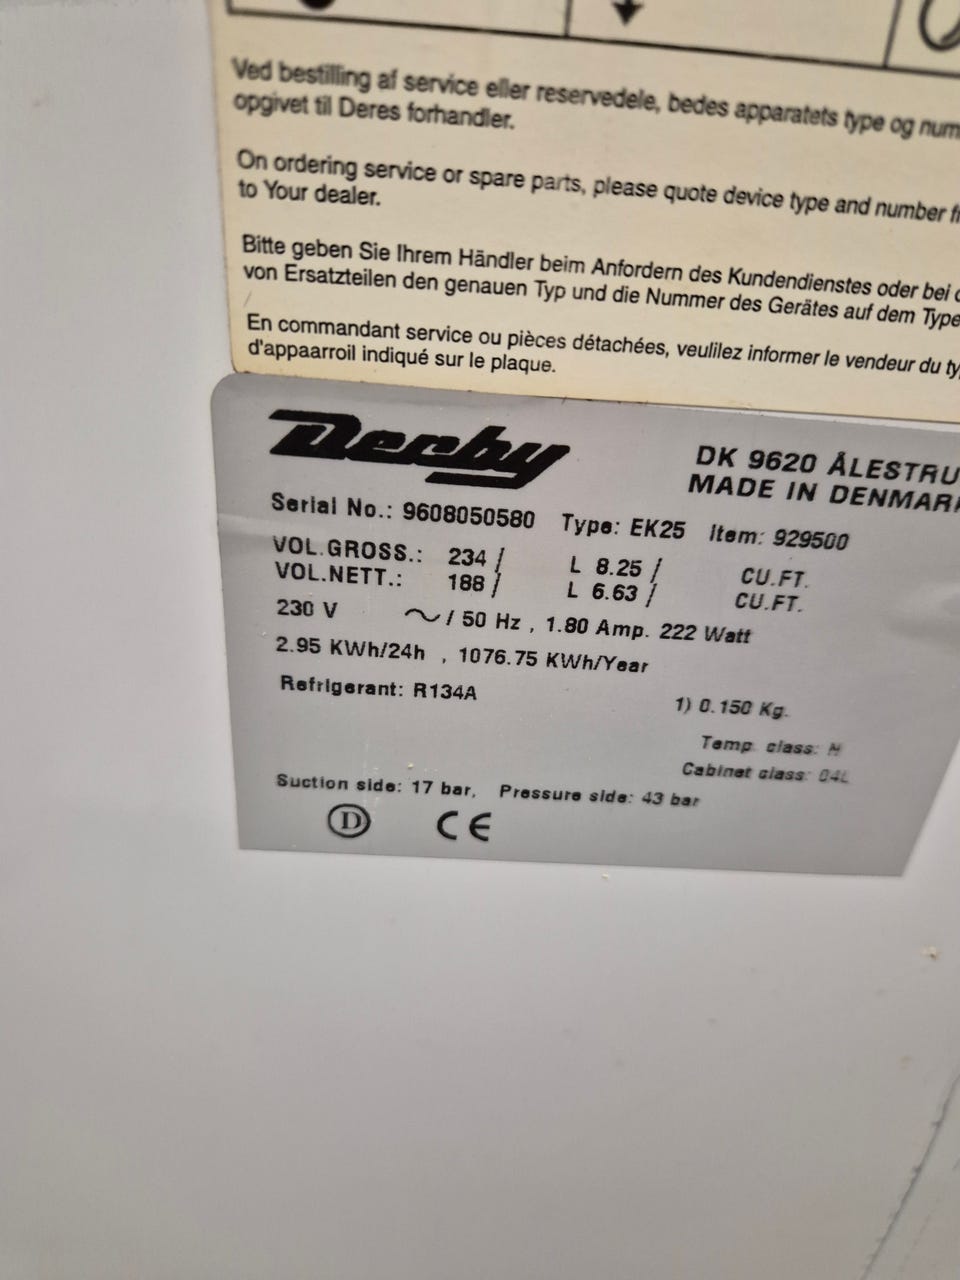 Ved bestilling af service eller reservedele, bedes apparatets type og num
opgivet til Deres forhandler.
On ordering service or spare parts, please quote device type and number f
to Your dealer.
Bitte geben Sie Ihrem Händler beim Anfordern des Kundendienstes oder bei
von Ersatzteilen den genauen Typ und die Nummer des Gerätes auf dem Type
En commandant service ou pièces détachées, veulilez informer le vendeur du ty
d'appaarroil indiqué sur le plaque.
Derby
DK 9620 ÅLESTRU
MADE IN DENMARK
Serial No.: 9608050580 Type: EK25 Item: 929500
VOL.GROSS.: 234 / L 8.25 / CU.FT.
VOL.NETT.: 188 / L 6.63 / CU.FT.
230 V ~ / 50 Hz , 1.80 Amp. 222 Watt
2.95 KWh/24h , 1076.75 KWh/Year
Refrigerant: R134A
1) 0.150 Kg.
Temp. class: N
Cabinet class: 04L
Suction side: 17 bar, Pressure side: 43 bar
D CE